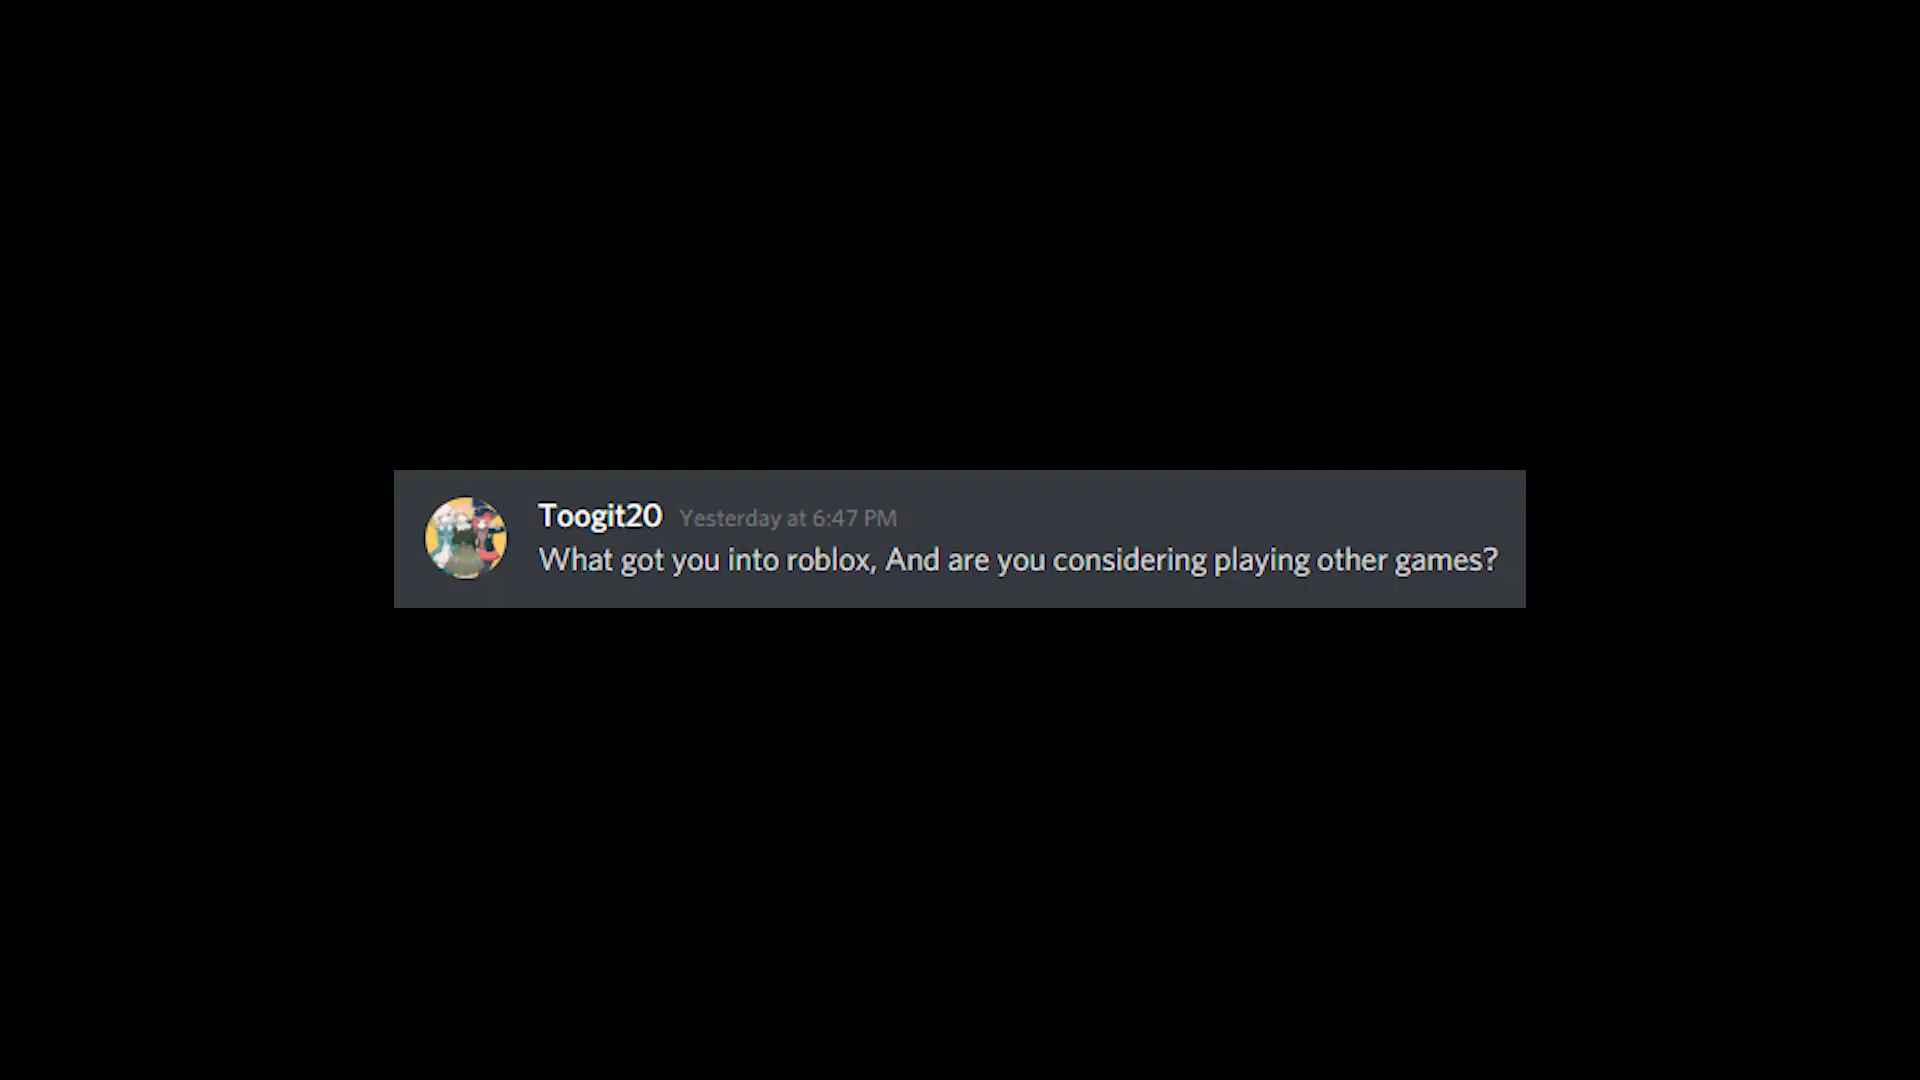 Toogit20 Yesterday at 6:47 PM
What got you into roblox, And are you considering playing other games?